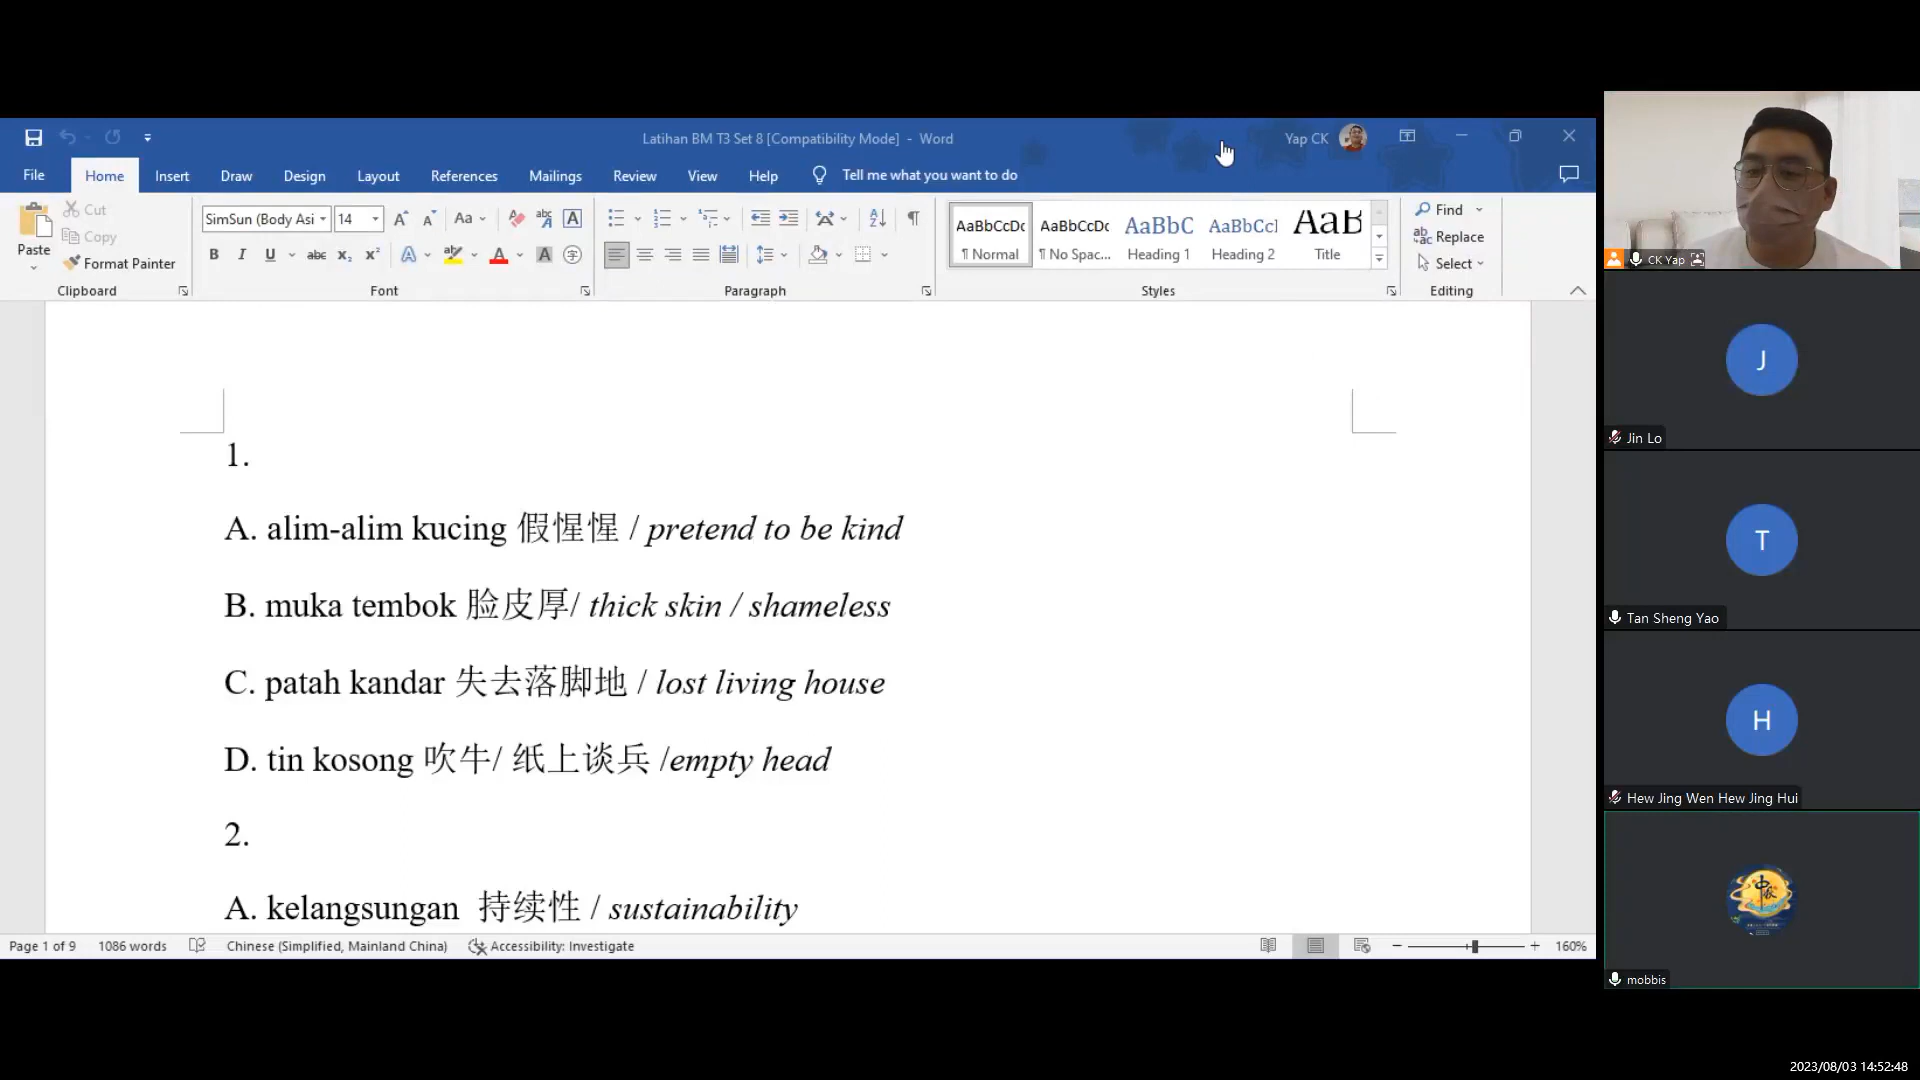 Latihan BM T3 Set 8 [Compatibility Mode] - Word
Yap CK
File Home Insert Draw Design Layout References Mailings Review View Help Tell me what you want to do
Paste
Cut
Copy
Format Painter
Clipboard
SimSun (Body Asi 14
Font
Paragraph
AaBbCcDc AaBbCcDc AaBbC AaBbCcI AaB
¶ Normal ¶ No Spac... Heading 1 Heading 2 Title
Styles
Find
Replace
Select
Editing
1.
A. alim-alim kucing 假惺惺 / pretend to be kind
B. muka tembok 脸皮厚/ thick skin / shameless
C. patah kandar 失去落脚地 / lost living house
D. tin kosong 吹牛/ 纸上谈兵 /empty head
2.
A. kelangsungan 持续性 / sustainability
Page 1 of 9 1086 words Chinese (Simplified, Mainland China) Accessibility: Investigate 160%
CK Yap
J
Jin Lo
T
Tan Sheng Yao
H
Hew Jing Wen Hew Jing Hui
mobbis
2023/08/03 14:52:48